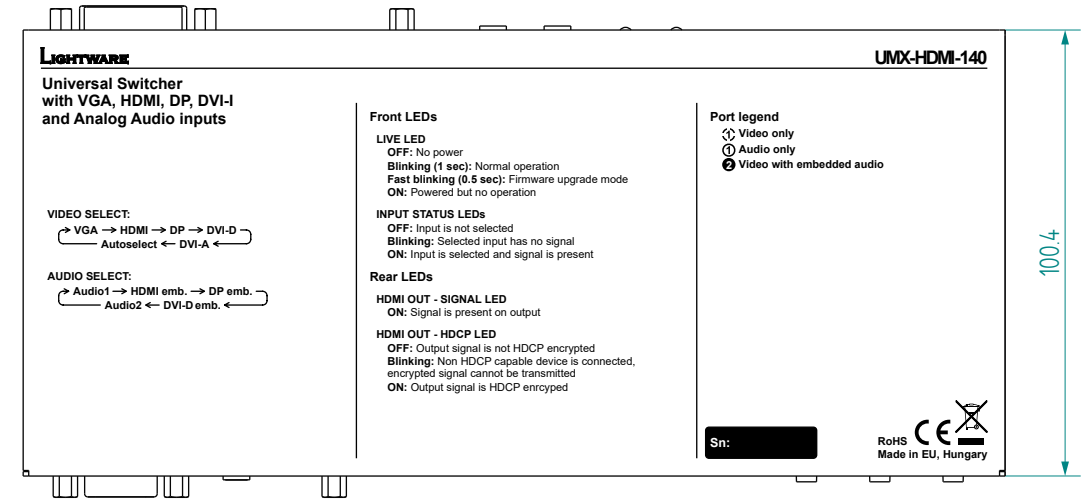 LIGHTWARE
UMX-HDMI-140
Universal Switcher
with VGA, HDMI, DP, DVI-I
and Analog Audio inputs
VIDEO SELECT:
VGA → HDMI → DP → DVI-D
Autoselect ← DVI-A ←
AUDIO SELECT:
Audio1 → HDMI emb. → DP emb.
Audio2 ← DVI-D emb. ←
Front LEDs
LIVE LED
OFF: No power
Blinking (1 sec): Normal operation
Fast blinking (0.5 sec): Firmware upgrade mode
ON: Powered but no operation
INPUT STATUS LEDs
OFF: Input is not selected
Blinking: Selected input has no signal
ON: Input is selected and signal is present
Rear LEDs
HDMI OUT - SIGNAL LED
ON: Signal is present on output
HDMI OUT - HDCP LED
OFF: Output signal is not HDCP encrypted
Blinking: Non HDCP capable device is connected,
encrypted signal cannot be transmitted
ON: Output signal is HDCP enrcyped
Port legend
1 Video only
1 Audio only
2 Video with embedded audio
Sn:
RoHS CE
Made in EU, Hungary
100.4